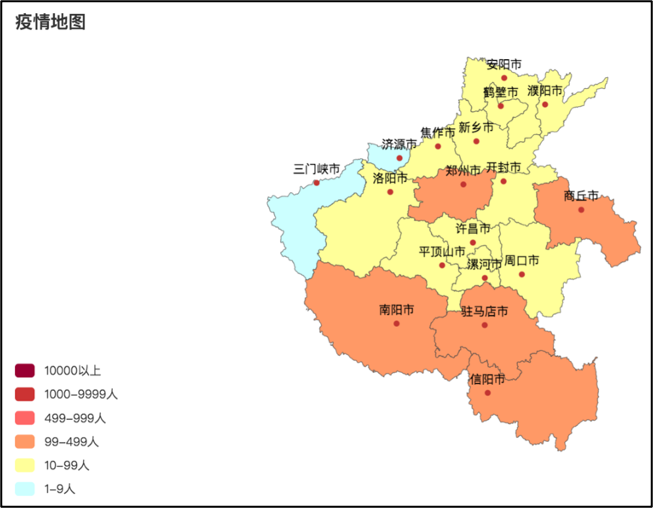 疫情地图
安阳市
鹤壁市
濮阳市
新乡市
焦作市
济源市
三门峡市
洛阳市
郑州市
开封市
商丘市
许昌市
平顶山市
漯河市
周口市
南阳市
驻马店市
信阳市
10000以上
1000-9999人
499-999人
99-499人
10-99人
1-9人